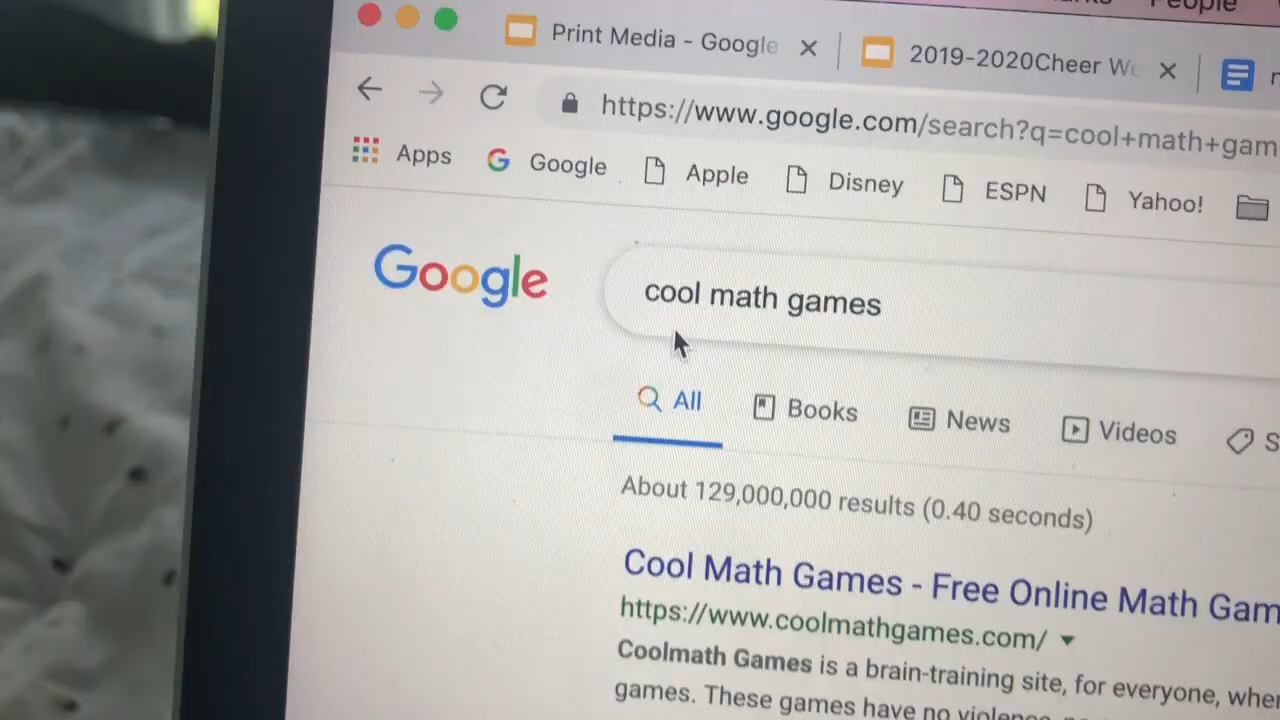 People
Print Media - Google
2019-2020Cheer We
https://www.google.com/search?q=cool+math+gam
Apps
Google
Apple
Disney
ESPN
Yahoo!
Google
cool math games
All
Books
News
Videos
S
About 129,000,000 results (0.40 seconds)
Cool Math Games - Free Online Math Gam
https://www.coolmathgames.com/
Coolmath Games is a brain-training site, for everyone, whe
games. These games have no violence